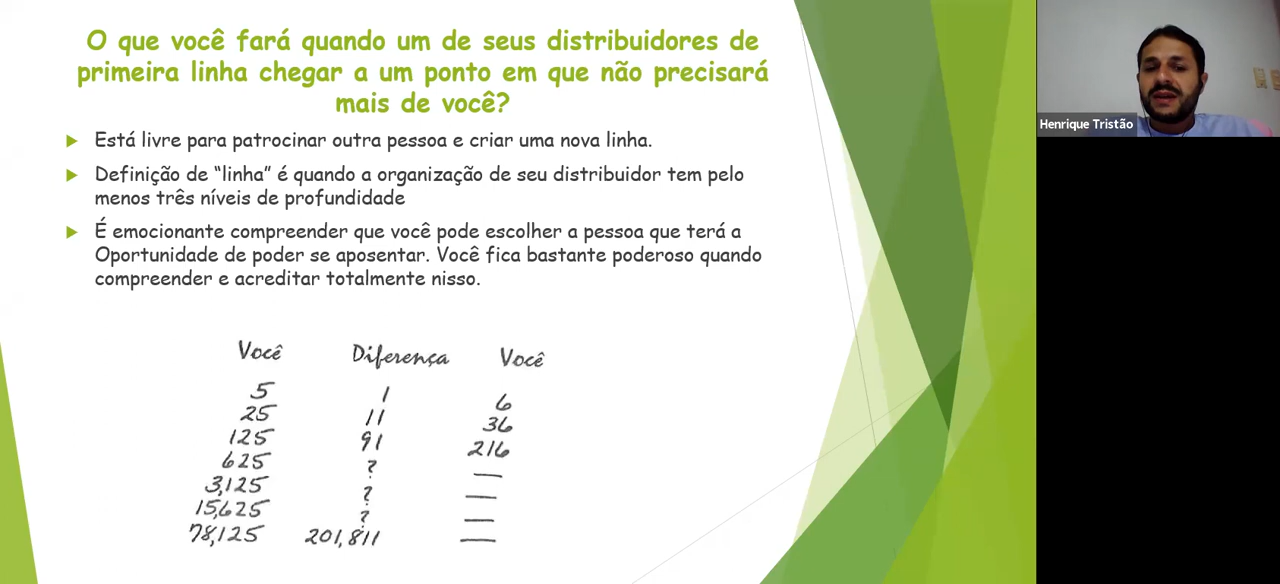 O que você fará quando um de seus distribuidores de
primeira linha chegar a um ponto em que não precisará
mais de você?
Está livre para patrocinar outra pessoa e criar uma nova linha.
Definição de “linha” é quando a organização de seu distribuidor tem pelo
menos três níveis de profundidade
É emocionante compreender que você pode escolher a pessoa que terá a
Oportunidade de poder se aposentar. Você fica bastante poderoso quando
compreender e acreditar totalmente nisso.
Você Diferença Você
5 1 6
25 11 36
125 91 216
625 ? —
3,125 ? —
15,625 ? —
78,125 201,811 —
Henrique Tristão